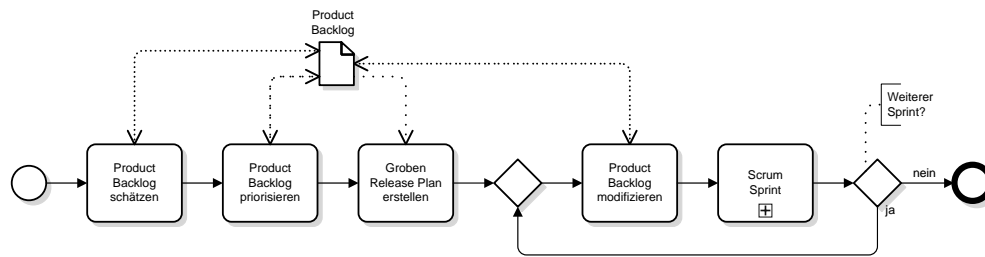 Product
Backlog
Weiterer
Sprint?
Product
Backlog
schätzen
Product
Backlog
priorisieren
Groben
Release Plan
erstellen
Product
Backlog
modifizieren
Scrum
Sprint
nein
ja